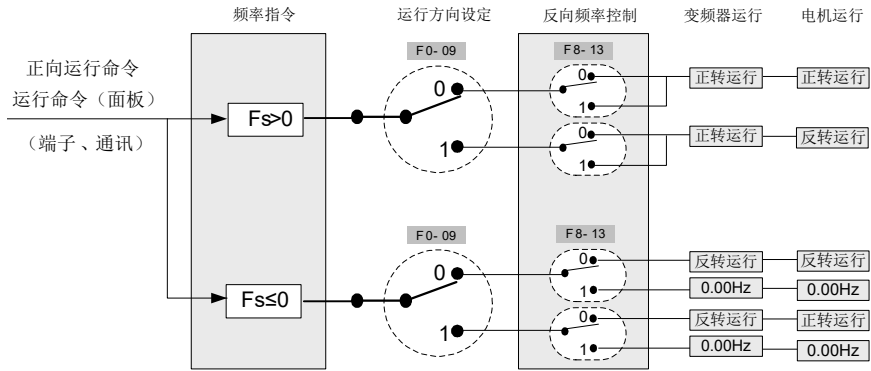 频率指令 运行方向设定 反向频率控制 变频器运行 电机运行
F0-09 F8-13
正向运行命令
运行命令（面板）
（端子、通讯）
Fs>0
0
1
0
1
0
1
正转运行 正转运行
正转运行 反转运行
F0-09 F8-13
Fs≤0
0
1
0
1
0
1
反转运行 反转运行
0.00Hz 0.00Hz
反转运行 正转运行
0.00Hz 0.00Hz